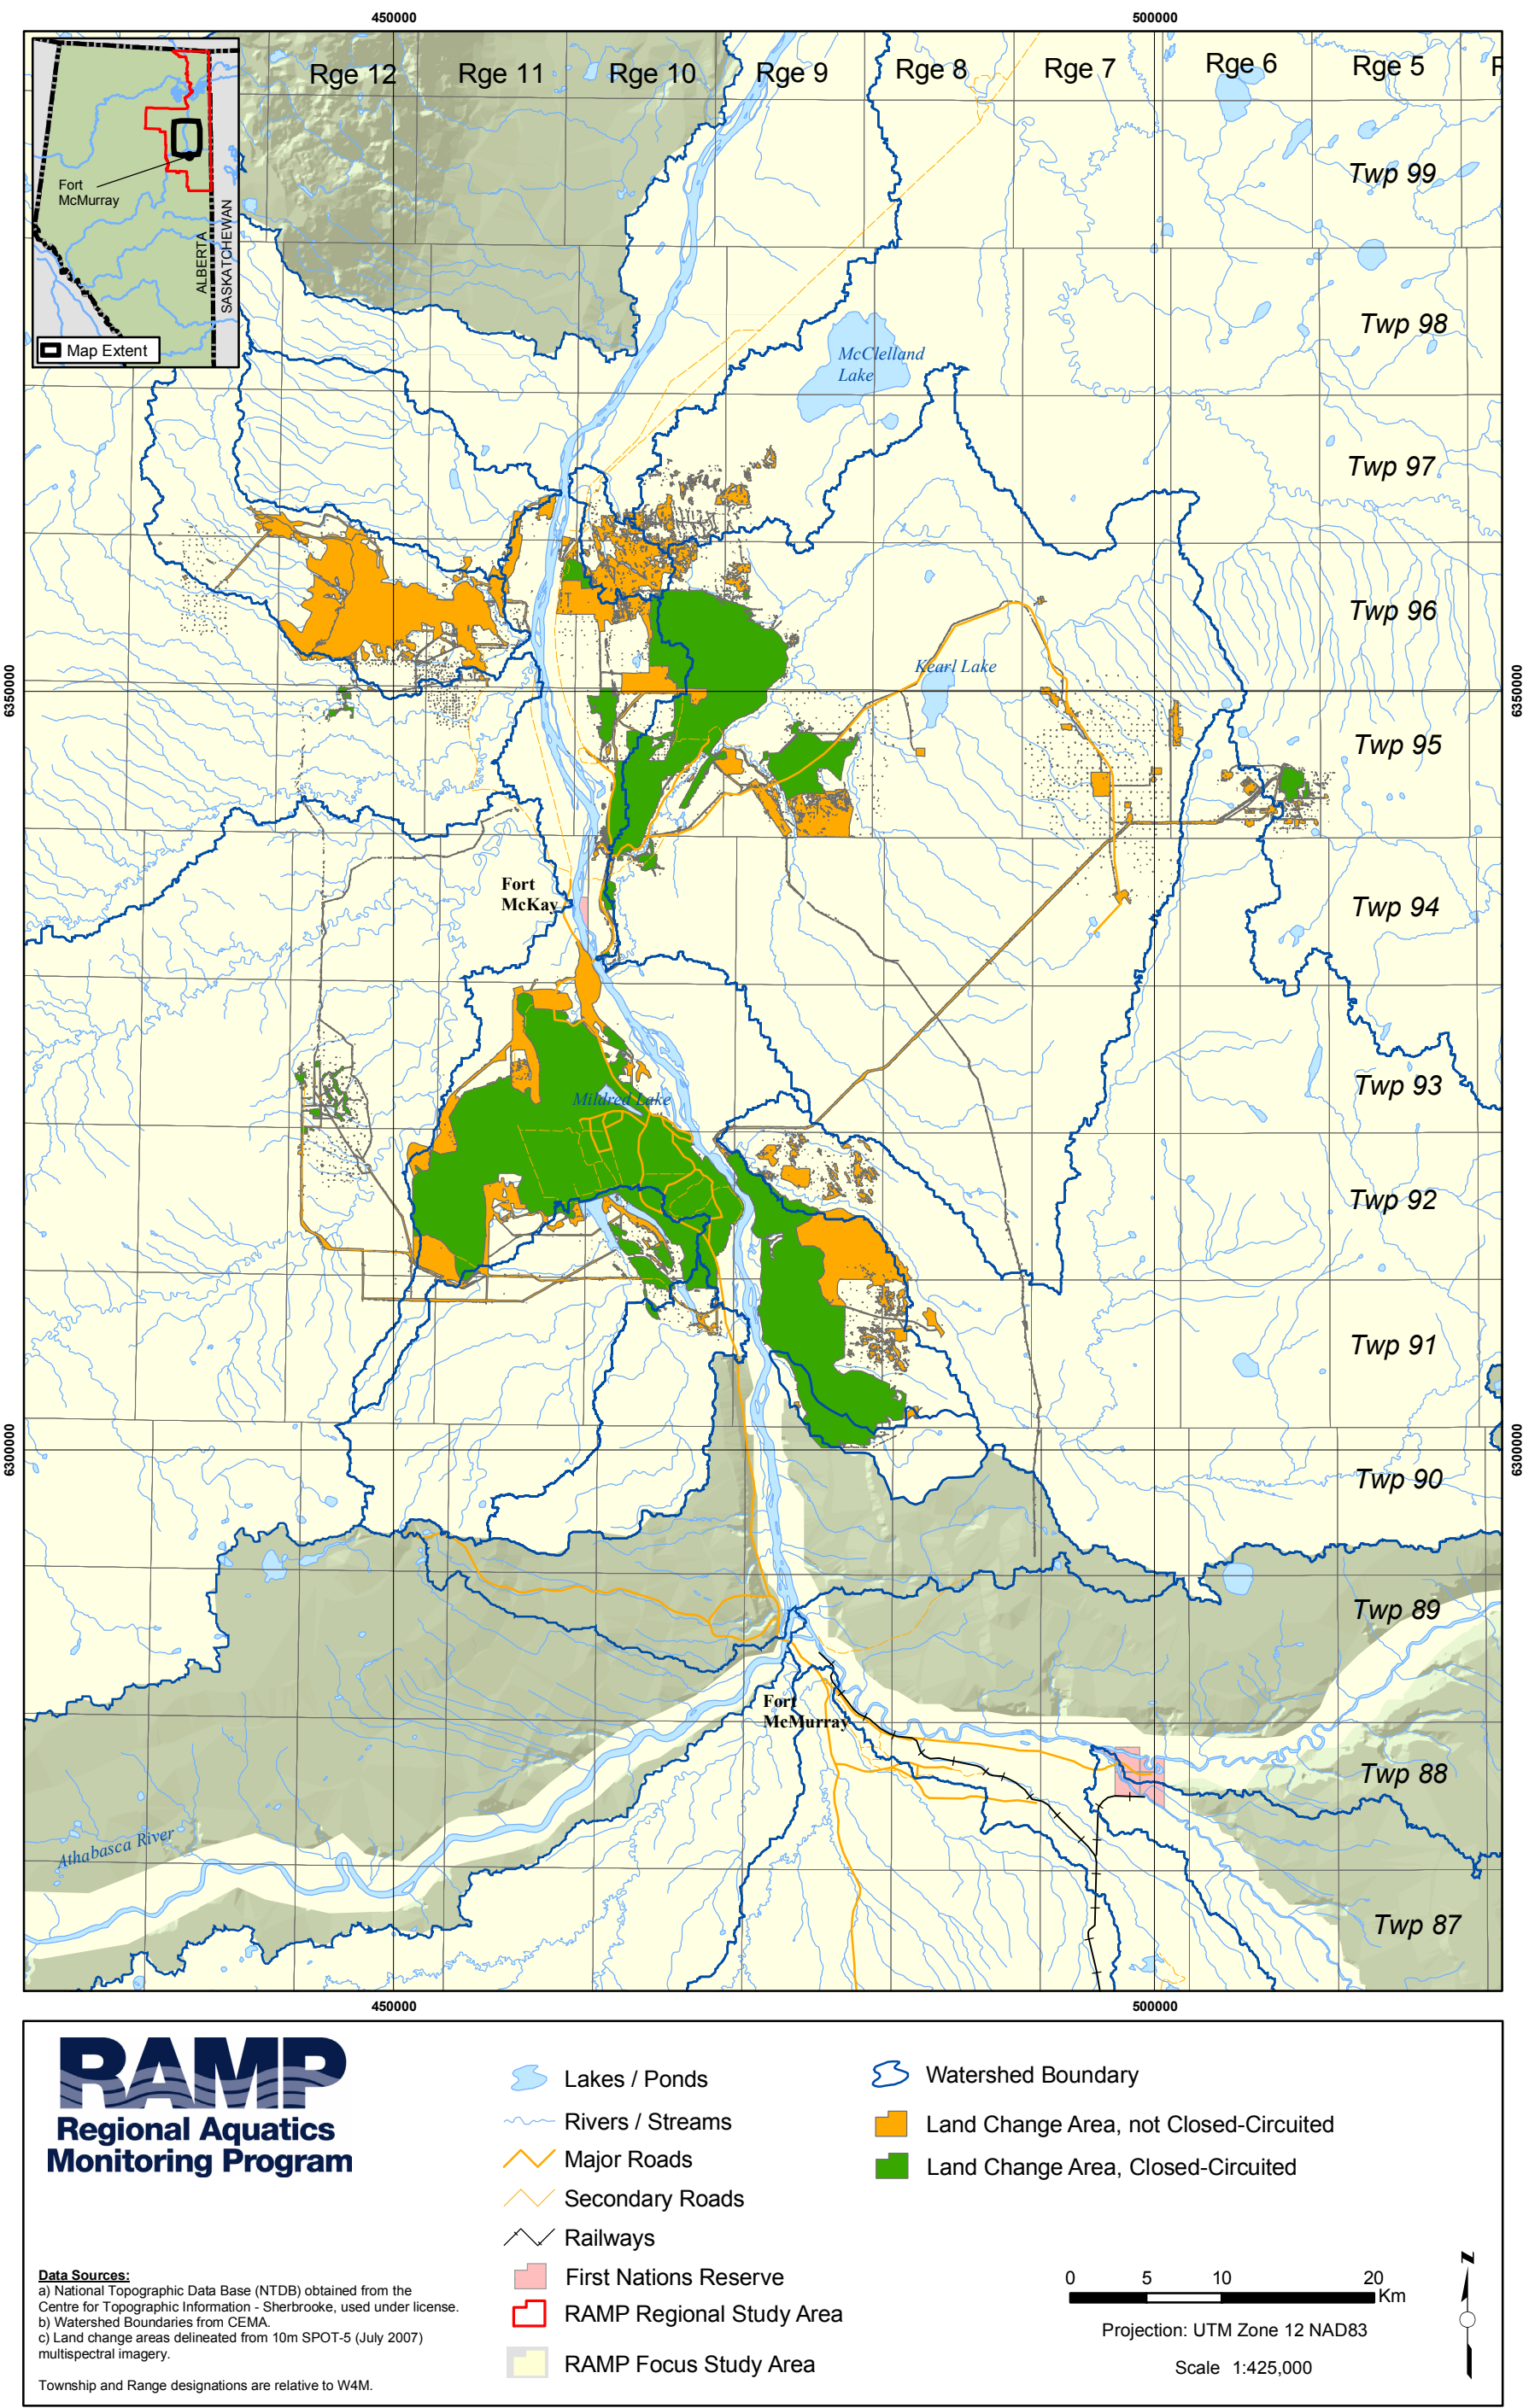 450000
500000
Rge 12
Rge 11
Rge 10
Rge 9
Rge 8
Rge 7
Rge 6
Rge 5
R
Fort
McMurray
ALBERTA
SASKATCHEWAN
Map Extent
Twp 99
Twp 98
McClelland
Lake
Twp 97
Twp 96
Kearl Lake
6350000
6350000
Twp 95
Fort
McKay
Twp 94
Twp 93
Mildred Lake
Twp 92
Twp 91
6300000
6300000
Twp 90
Twp 89
Fort
McMurray
Twp 88
Athabasca River
Twp 87
450000
500000
RAMP
Regional Aquatics
Monitoring Program
Lakes / Ponds
Rivers / Streams
Major Roads
Secondary Roads
Railways
First Nations Reserve
RAMP Regional Study Area
RAMP Focus Study Area
Watershed Boundary
Land Change Area, not Closed-Circuited
Land Change Area, Closed-Circuited
Data Sources:
a) National Topographic Data Base (NTDB) obtained from the
Centre for Topographic Information - Sherbrooke, used under license.
b) Watershed Boundaries from CEMA.
c) Land change areas delineated from 10m SPOT-5 (July 2007)
multispectral imagery.
Township and Range designations are relative to W4M.
0 5 10 20
Km
Projection: UTM Zone 12 NAD83
Scale 1:425,000
N